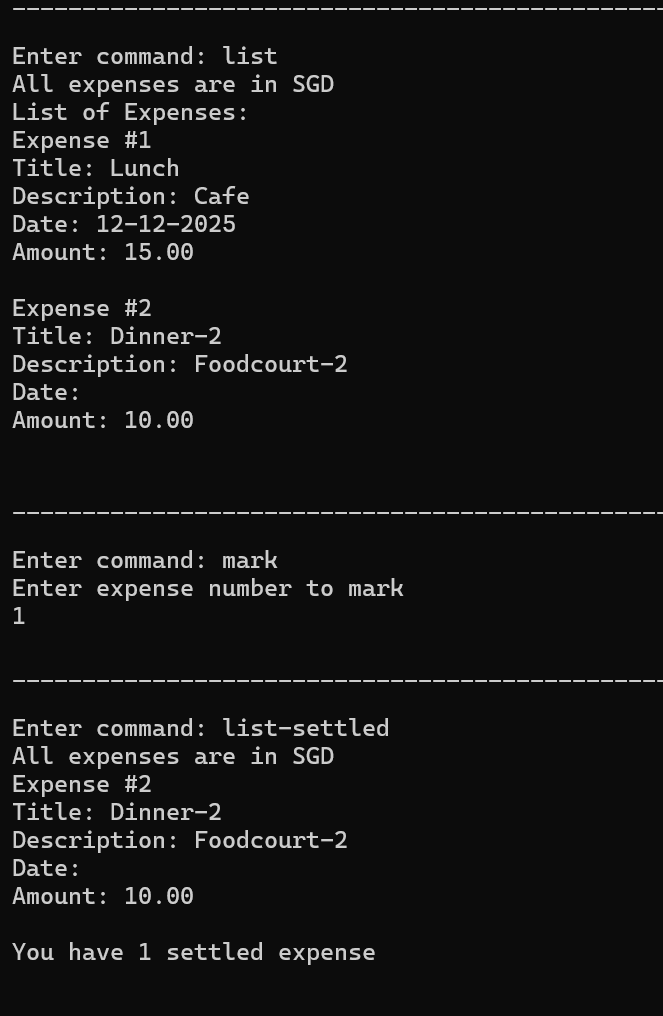 Enter command: list
All expenses are in SGD
List of Expenses:
Expense #1
Title: Lunch
Description: Cafe
Date: 12-12-2025
Amount: 15.00
Expense #2
Title: Dinner-2
Description: Foodcourt-2
Date:
Amount: 10.00
Enter command: mark
Enter expense number to mark
1
Enter command: list-settled
All expenses are in SGD
Expense #2
Title: Dinner-2
Description: Foodcourt-2
Date:
Amount: 10.00
You have 1 settled expense